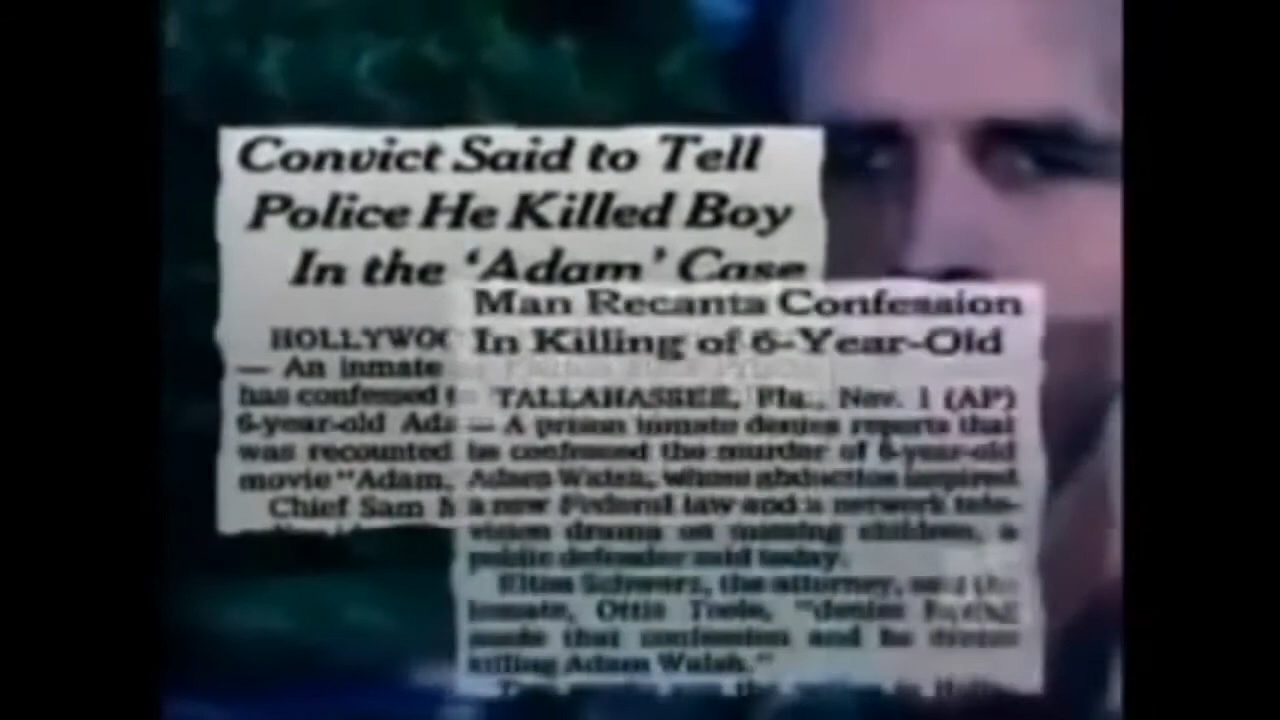 Convict Said to Tell
Police He Killed Boy
In the ‘Adam’ Case
HOLLYWOO
— An inmate
has confessed t
6-year-old Ada
was recounted
movie "Adam,
Chief Sam
Man Recants Confession
In Killing of 6-Year-Old
TALLAHASSEE, Fla., Nov. 1 (AP)
— A prison inmate denies reports that
he confessed the murder of 6-year-old
Adam Walsh, whose abduction inspired
a new Federal law and a network tele-
vision drama on missing children, a
public defender said today.
Elton Schwarz, the attorney, said the
inmate, Ottis Toole, "denies having
made that confession and he denies
killing Adam Walsh."